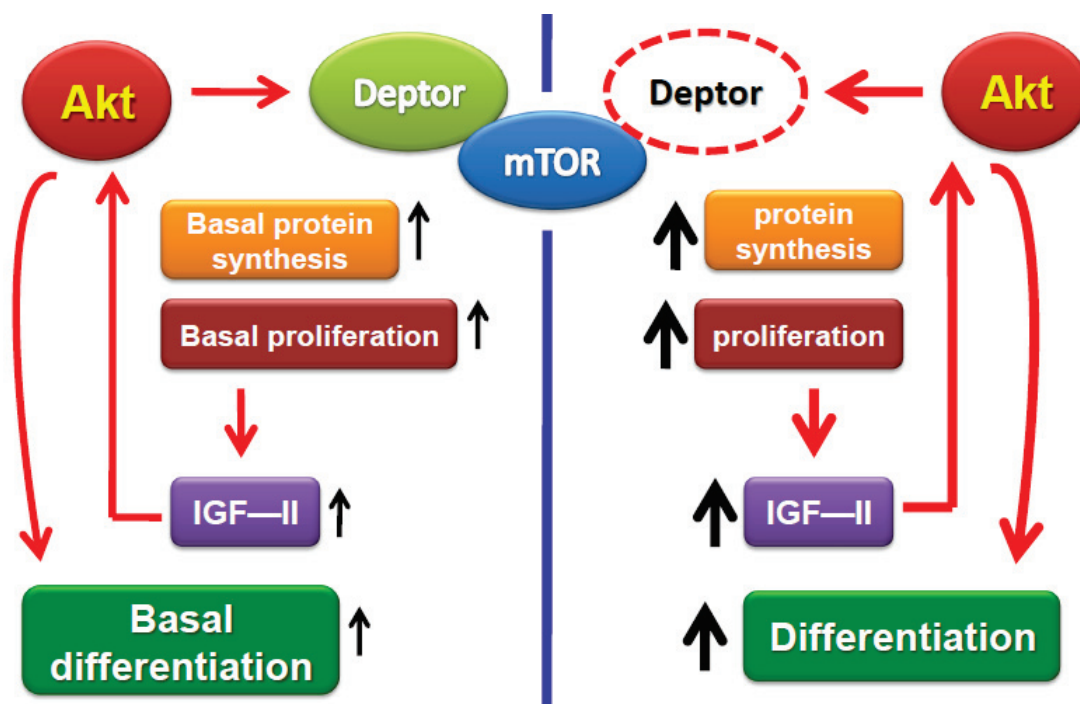 Akt
Deptor
mTOR
Basal protein
synthesis
Basal proliferation
IGF—II
Basal
differentiation
Deptor
Akt
protein
synthesis
proliferation
IGF—II
Differentiation